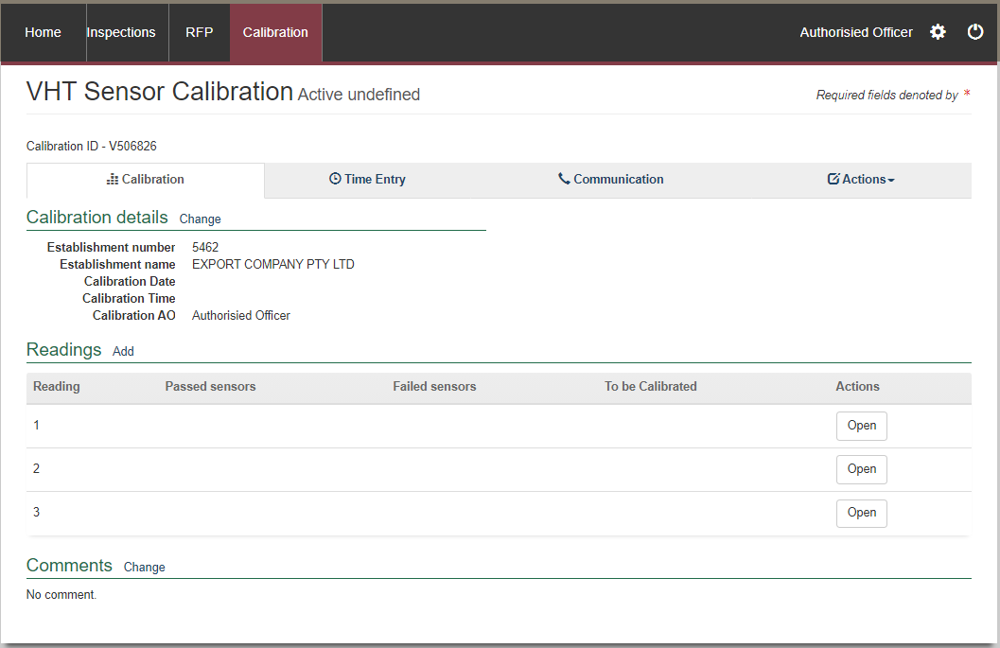 Home Inspections RFP Calibration Authorisied Officer
VHT Sensor Calibration Active undefined
Required fields denoted by *
Calibration ID - V506826
Calibration Time Entry Communication Actions
Calibration details Change
Establishment number 5462
Establishment name EXPORT COMPANY PTY LTD
Calibration Date
Calibration Time
Calibration AO Authorisied Officer
Readings Add
Reading Passed sensors Failed sensors To be Calibrated Actions
1 Open
2 Open
3 Open
Comments Change
No comment.